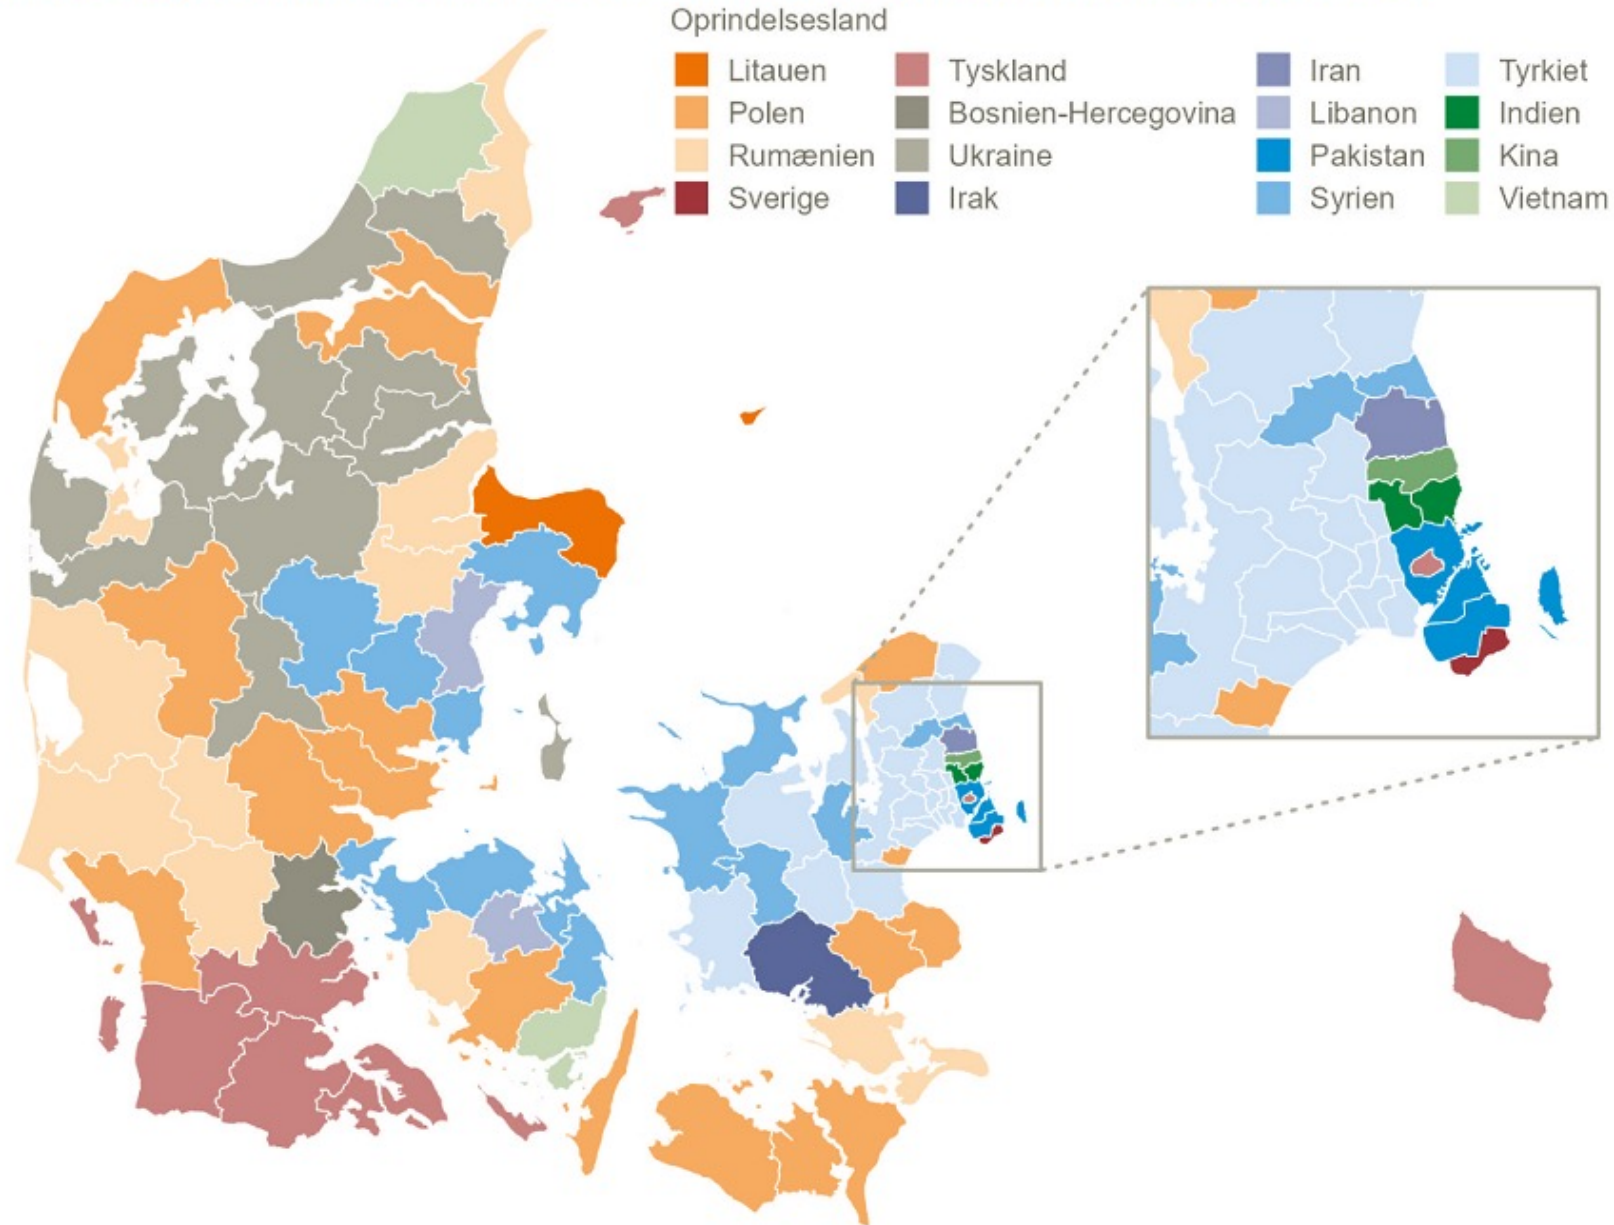 Oprindelsesland
Litauen
Polen
Rumænien
Sverige
Tyskland
Bosnien-Hercegovina
Ukraine
Irak
Iran
Libanon
Pakistan
Syrien
Tyrkiet
Indien
Kina
Vietnam